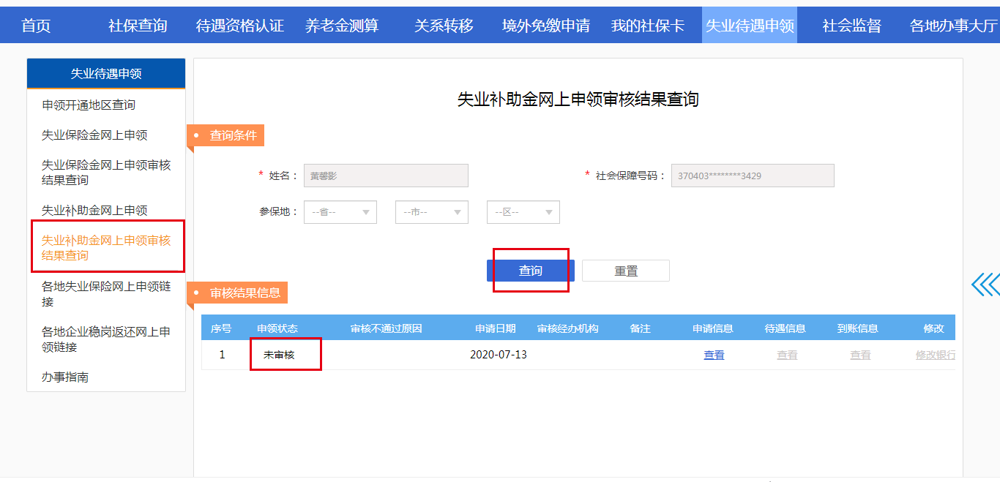 首页 社保查询 待遇资格认证 养老金测算 关系转移 境外免缴申请 我的社保卡 失业待遇申领 社会监督 各地办事大厅
失业待遇申领
申领开通地区查询
失业保险金网上申领
失业保险金网上申领审核
结果查询
失业补助金网上申领
失业补助金网上申领审核
结果查询
各地失业保险网上申领链
接
各地企业稳岗返还网上申
领链接
办事指南
失业补助金网上申领审核结果查询
查询条件
* 姓名： 黄馨影 * 社会保障号码： 370403********3429
参保地： --省-- --市-- --区--
查询 重置
审核结果信息
序号 申领状态 审核不通过原因 申请日期 审核经办机构 备注 申请信息 待遇信息 到账信息 修改
1 未审核 2020-07-13 查看 查看 查看 修改银行